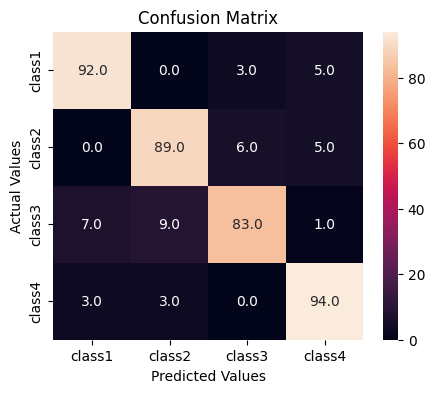 Confusion Matrix
Actual Values
class1 92.0 0.0 3.0 5.0
class2 0.0 89.0 6.0 5.0
class3 7.0 9.0 83.0 1.0
class4 3.0 3.0 0.0 94.0
class1 class2 class3 class4
Predicted Values
80
60
40
20
0